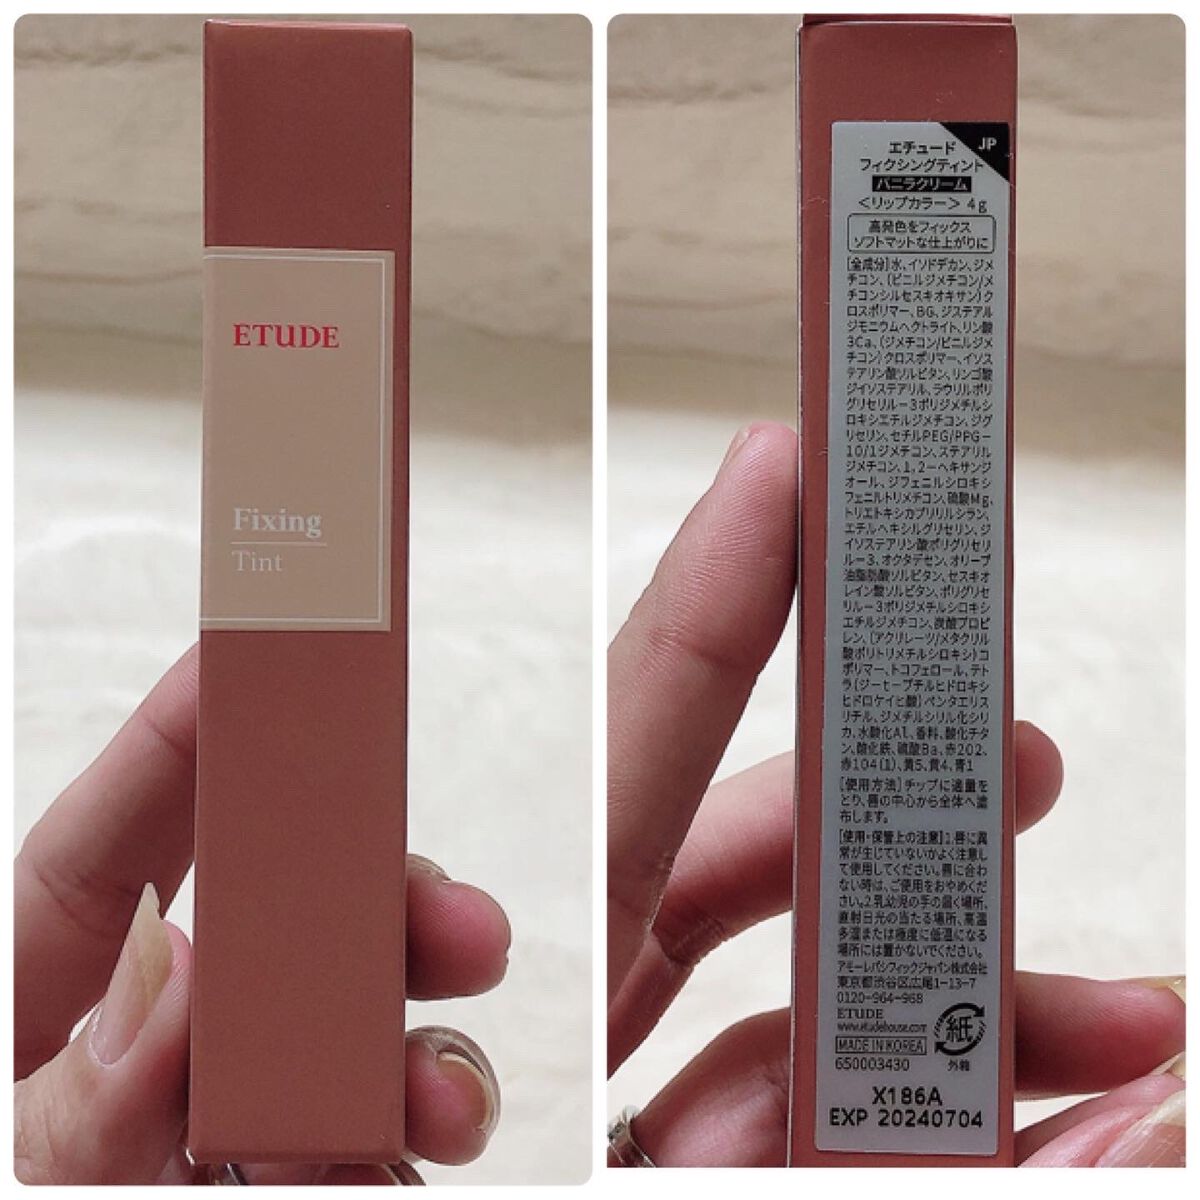 ETUDE
Fixing
Tint
JP
エチュード
フィクシングティント
バニラクリーム
＜リップカラー＞ 4g
高発色をフィックス
ソフトマットな仕上がりに
[全成分]水、イソドデカン、ジメ
チコン、(ビニルジメチコン/メ
チコンシルセスキオキサン)ク
ロスポリマー、BG、ジステアル
ジモニウムヘクトライト、リン酸
3Ca、(ジメチコン/ビニルジメ
チコン)クロスポリマー、イソス
テアリン酸ソルビタン、リンゴ酸
ジイソステアリル、ラウリルポリ
グリセリル－3ポリジメチルシ
ロキシエチルジメチコン、ジグ
リセリン、セチルPEG/PPG－
10/1ジメチコン、ステアリル
ジメチコン、1,2－ヘキサンジ
オール、ジフェニルシロキシ
フェニルトリメチコン、硫酸Mg、
トリエトキシカプリリルシラン、
エチルヘキシルグリセリン、ジ
イソステアリン酸ポリグリセリ
ル－3、オクタデセン、オリーブ
油脂肪酸ソルビタン、セスキオ
レイン酸ソルビタン、ポリグリセ
リル－3ポリジメチルシロキシ
エチルジメチコン、炭酸プロピ
レン、(アクリレーツ/メタクリル
酸ポリトリメチルシロキシ)コ
ポリマー、トコフェロール、テト
ラ(ジ－t－ブチルヒドロキシ
ヒドロケイヒ酸)ペンタエリス
リチル、ジメチルシリル化シリ
カ、水酸化Al、香料、酸化チタ
ン、酸化鉄、硫酸Ba、赤202、
赤104(1)、黄5、黄4、青1
[使用方法]チップに適量を
とり、唇の中心から全体へ塗
布します。
[使用・保管上の注意]1.唇に異
常が生じていないかよく注意し
て使用してください。唇に合わ
ない時は、ご使用をおやめくだ
さい。2.乳幼児の手の届く場所、
直射日光の当たる場所、高温
多湿または極度に低温になる
場所には置かないでください。
アモーレパシフィックジャパン株式会社
東京都渋谷区広尾1-13-7
0120-964-968
ETUDE
www.etudehouse.com
MADE IN KOREA
650003430
紙
外箱
X186A
EXP 20240704